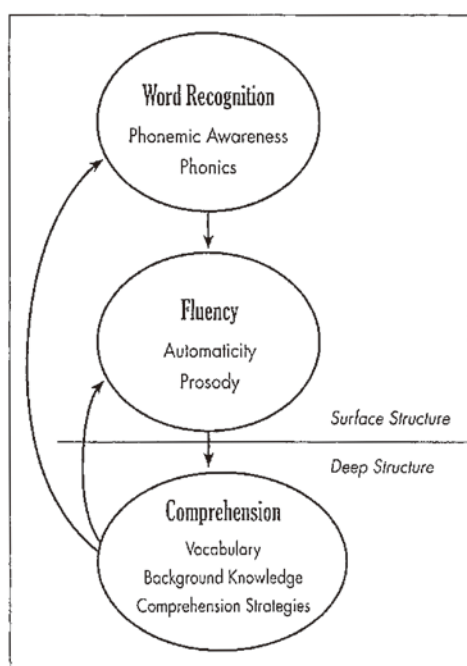 Word Recognition
Phonemic Awareness
Phonics
Fluency
Automaticity
Prosody
Surface Structure
Deep Structure
Comprehension
Vocabulary
Background Knowledge
Comprehension Strategies